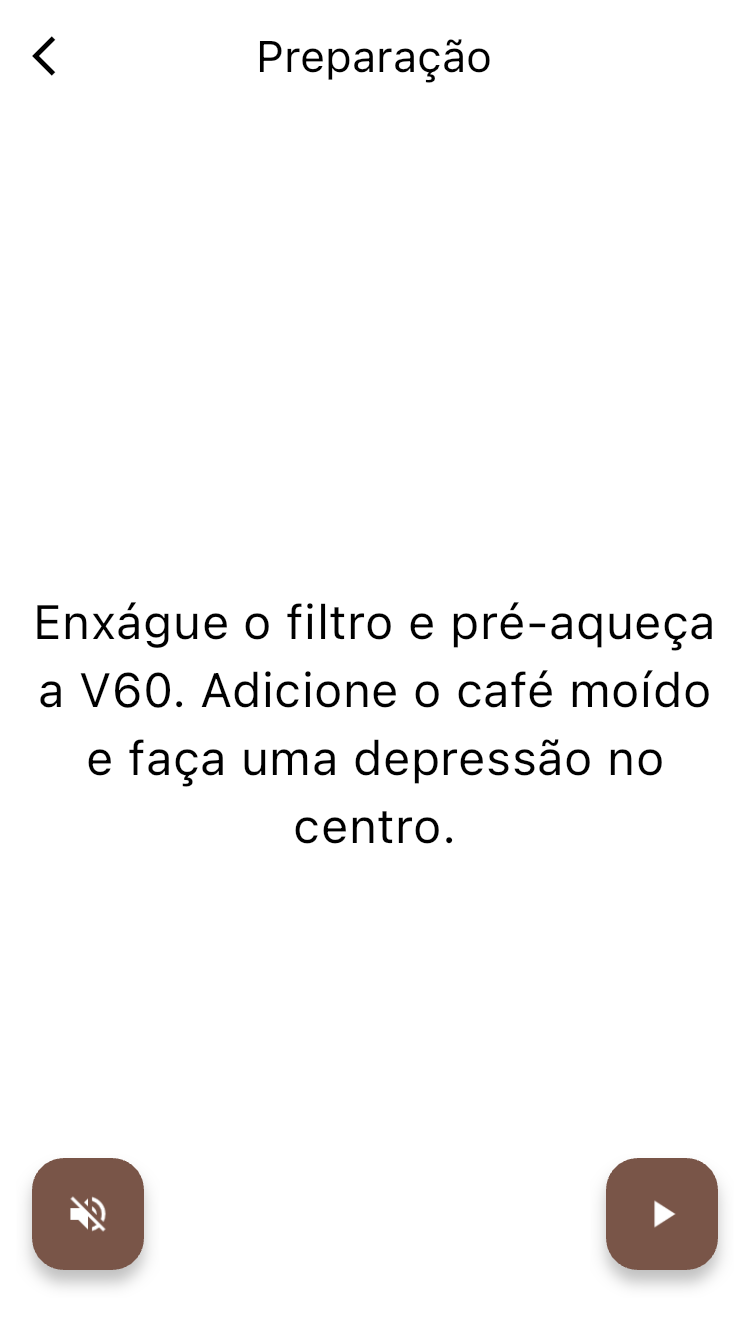 Preparação
Enxágue o filtro e pré-aqueça
a V60. Adicione o café moído
e faça uma depressão no
centro.